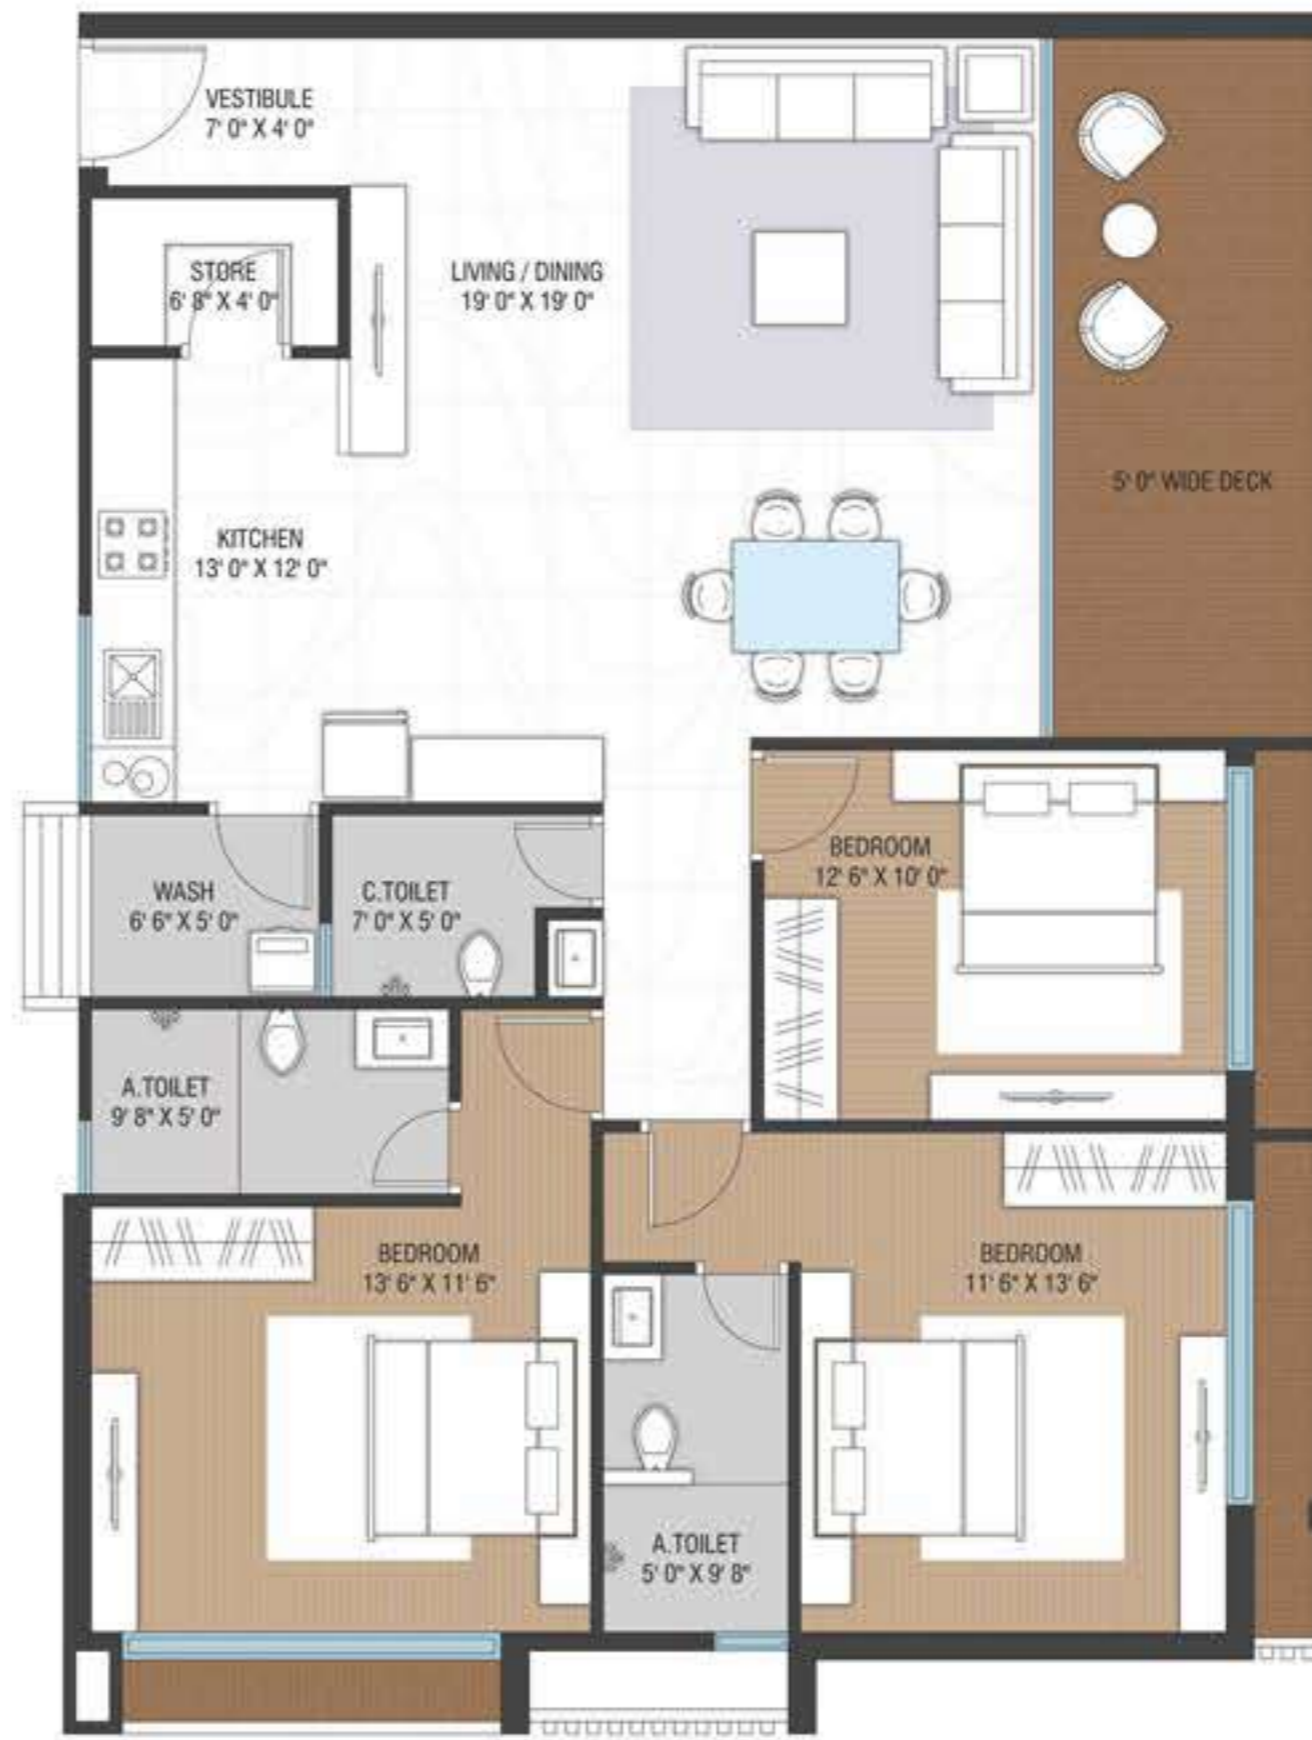 VESTIBULE
7' 0" X 4' 0"
STORE
6' 8" X 4' 0"
LIVING / DINING
19' 0" X 19' 0"
5' 0" WIDE DECK
KITCHEN
13' 0" X 12' 0"
BEDROOM
12' 6" X 10' 0"
WASH
6' 6" X 5' 0"
C.TOILET
7' 0" X 5' 0"
A.TOILET
9' 8" X 5' 0"
BEDROOM
13' 6" X 11' 6"
BEDROOM
11' 6" X 13' 6"
A.TOILET
5' 0" X 9' 8"